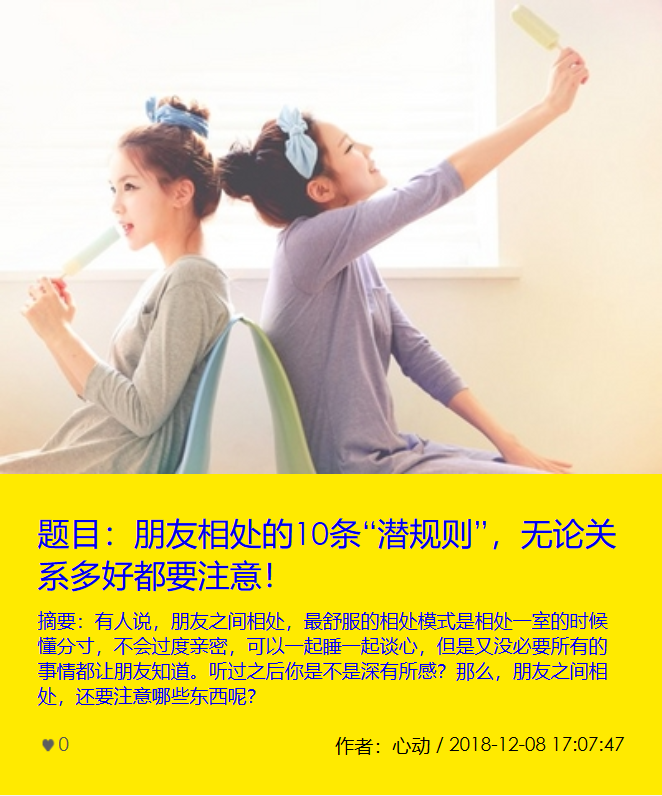 题目：朋友相处的10条“潜规则”，无论关
系多好都要注意！
摘要：有人说，朋友之间相处，最舒服的相处模式是相处一室的时候
懂分寸，不会过度亲密，可以一起睡一起谈心，但是又没必要所有的
事情都让朋友知道。听过之后你是不是深有所感？那么，朋友之间相
处，还要注意哪些东西呢？
♥0 作者：心动 / 2018-12-08 17:07:47